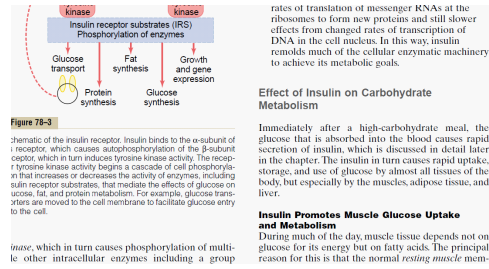 kinase
kinase
Insulin receptor substrates (IRS)
Phosphorylation of enzymes
Glucose
transport
Fat
synthesis
Growth
and gene
expression
Protein
synthesis
Glucose
synthesis
Figure 78–3
chematic of the insulin receptor. Insulin binds to the α-subunit of
receptor, which causes autophosphorylation of the β-subunit
ceptor, which in turn induces tyrosine kinase activity. The recep-
r tyrosine kinase activity begins a cascade of cell phosphoryla-
n that increases or decreases the activity of enzymes, including
sulin receptor substrates, that mediate the effects of glucose on
ucose, fat, and protein metabolism. For example, glucose trans-
orters are moved to the cell membrane to facilitate glucose entry
to the cell.
inase, which in turn causes phosphorylation of multi-
le other intracellular enzymes including a group
rates of translation of messenger RNAs at the
ribosomes to form new proteins and still slower
effects from changed rates of transcription of
DNA in the cell nucleus. In this way, insulin
remolds much of the cellular enzymatic machinery
to achieve its metabolic goals.
Effect of Insulin on Carbohydrate
Metabolism
Immediately after a high-carbohydrate meal, the
glucose that is absorbed into the blood causes rapid
secretion of insulin, which is discussed in detail later
in the chapter. The insulin in turn causes rapid uptake,
storage, and use of glucose by almost all tissues of the
body, but especially by the muscles, adipose tissue, and
liver.
Insulin Promotes Muscle Glucose Uptake
and Metabolism
During much of the day, muscle tissue depends not on
glucose for its energy but on fatty acids. The principal
reason for this is that the normal resting muscle mem-